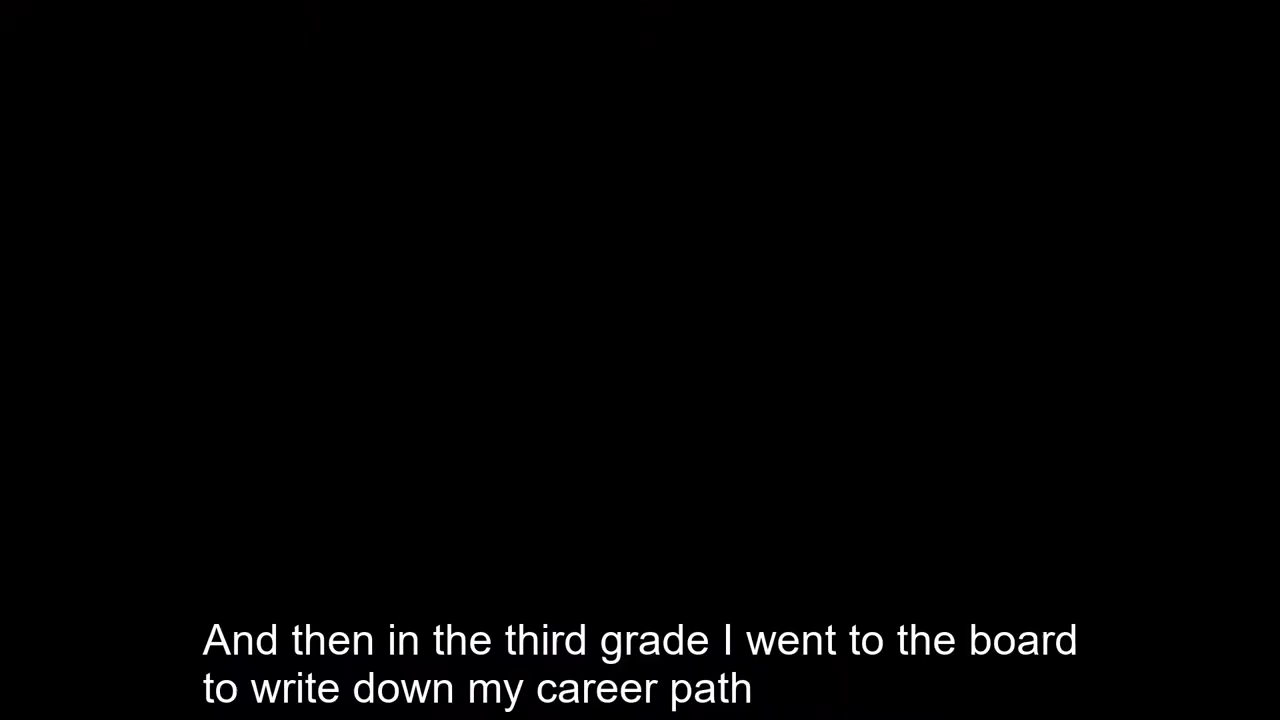 And then in the third grade I went to the board
to write down my career path